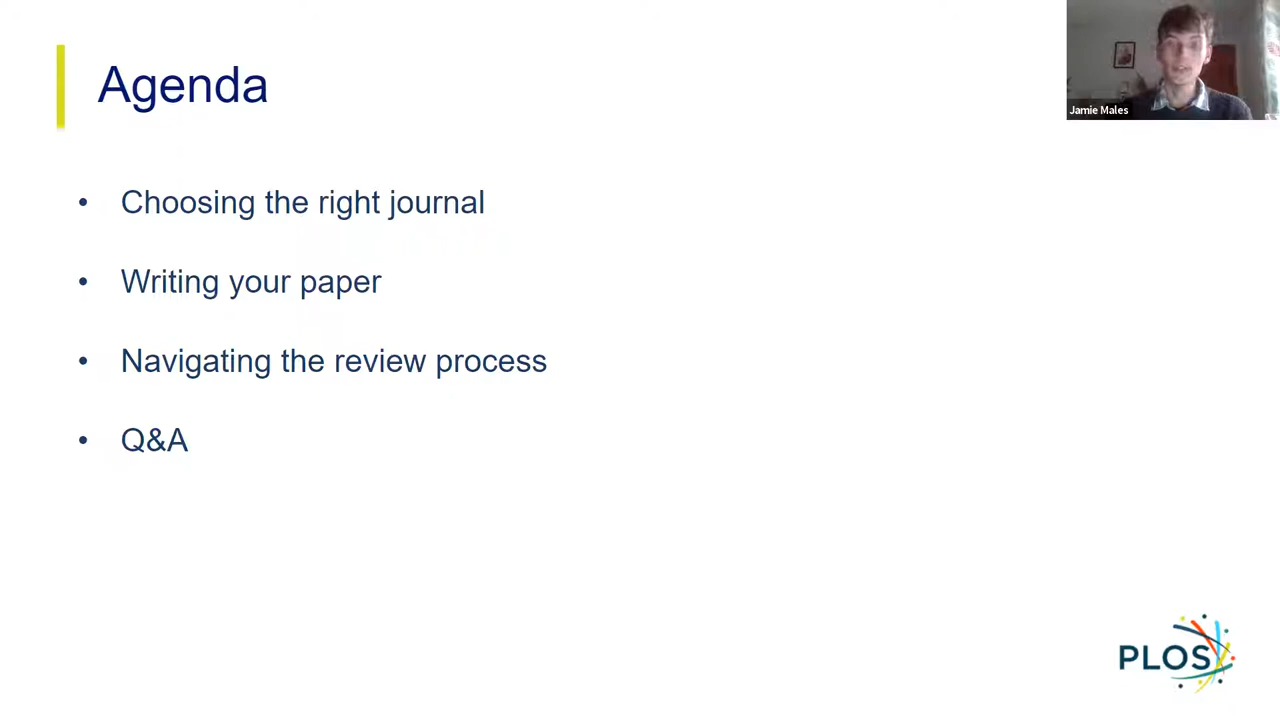 Agenda
Jamie Males
• Choosing the right journal
• Writing your paper
• Navigating the review process
• Q&A
PLOS